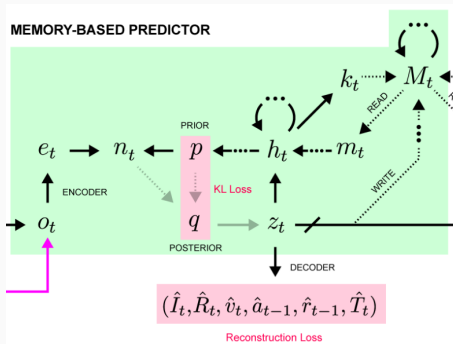 MEMORY-BASED PREDICTOR
k_t
M_t
READ
PRIOR
e_t
n_t
p
h_t
m_t
ENCODER
KL Loss
WRITE
o_t
q
z_t
POSTERIOR
DECODER
(Î_t, R̂_t, v̂_t, â_{t-1}, r̂_{t-1}, T̂_t)
Reconstruction Loss